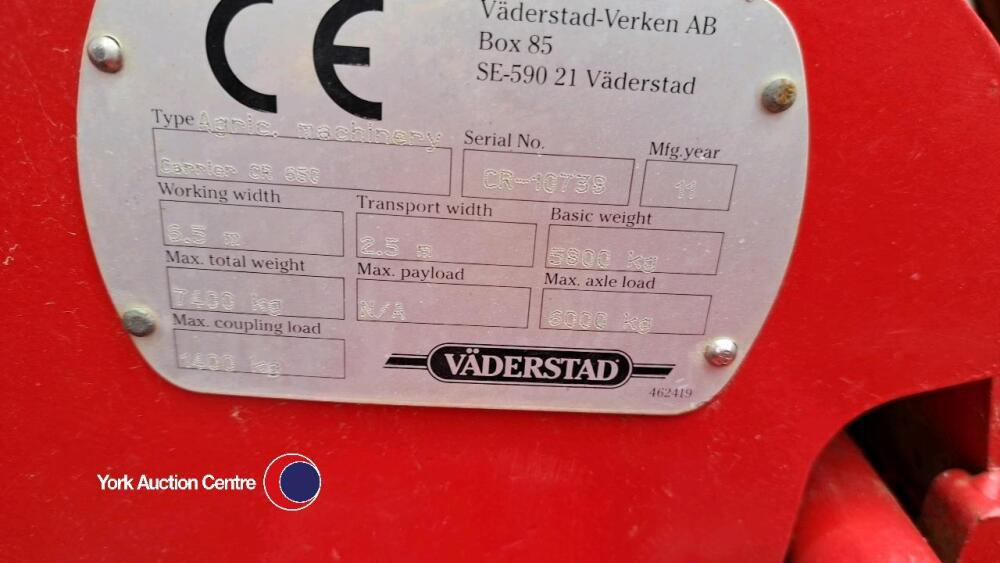 CE
Väderstad-Verken AB
Box 85
SE-590 21 Väderstad
Type Agric. machinery
Carrier CR 650
Serial No.
CR-10738
Mfg.year
11
Working width
6.5 m
Transport width
2.5 m
Basic weight
5800 kg
Max. total weight
7400 kg
Max. payload
N/A
Max. axle load
6000 kg
Max. coupling load
1400 kg
VÄDERSTAD
462419
York Auction Centre